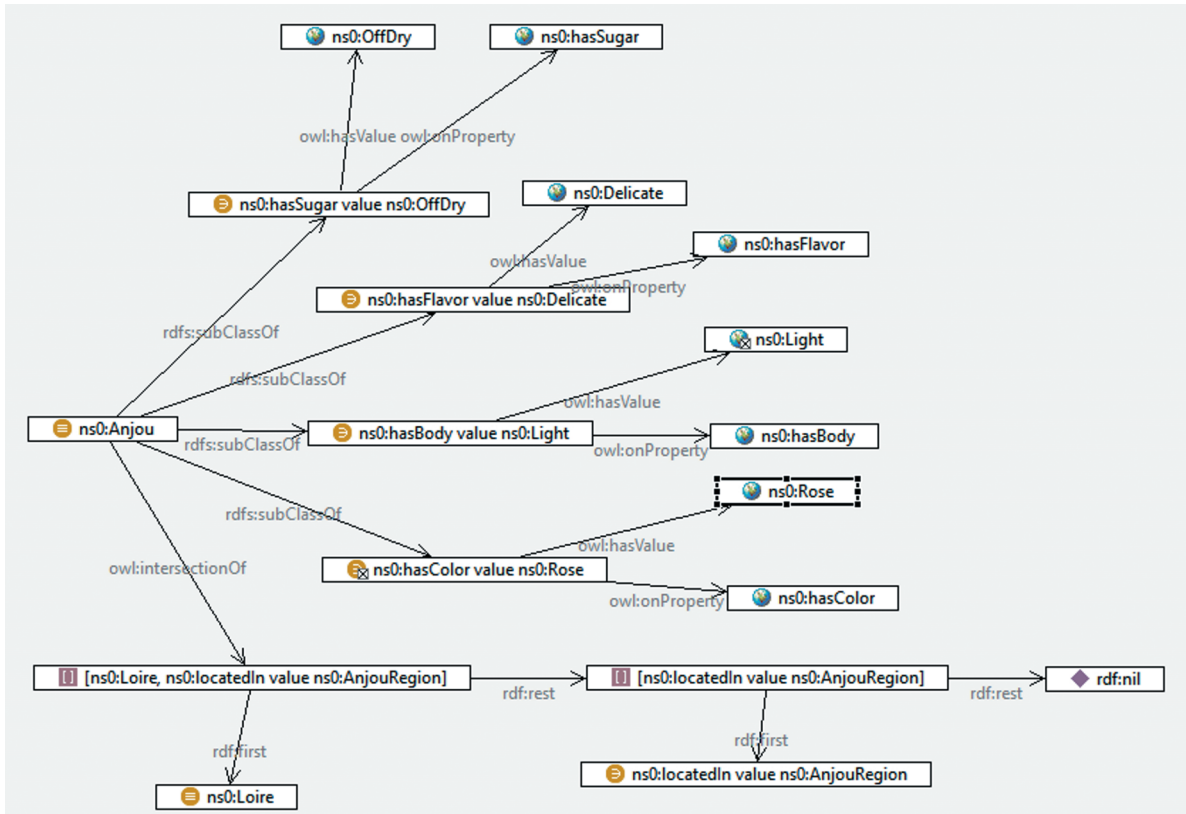 ns0:OffDry
ns0:hasSugar
owl:hasValue owl:onProperty
ns0:hasSugar value ns0:OffDry
ns0:Delicate
ns0:hasFlavor
owl:hasValue
owl:onProperty
ns0:hasFlavor value ns0:Delicate
rdfs:subClassOf
ns0:Light
rdfs:subClassOf
owl:hasValue
ns0:Anjou
ns0:hasBody value ns0:Light
ns0:hasBody
rdfs:subClassOf
owl:onProperty
ns0:Rose
rdfs:subClassOf
owl:hasValue
owl:intersectionOf
ns0:hasColor value ns0:Rose
owl:onProperty
ns0:hasColor
[ns0:Loire, ns0:locatedIn value ns0:AnjouRegion]
[ns0:locatedIn value ns0:AnjouRegion]
rdf:nil
rdf:rest
rdf:rest
rdf:first
rdf:first
ns0:locatedIn value ns0:AnjouRegion
ns0:Loire